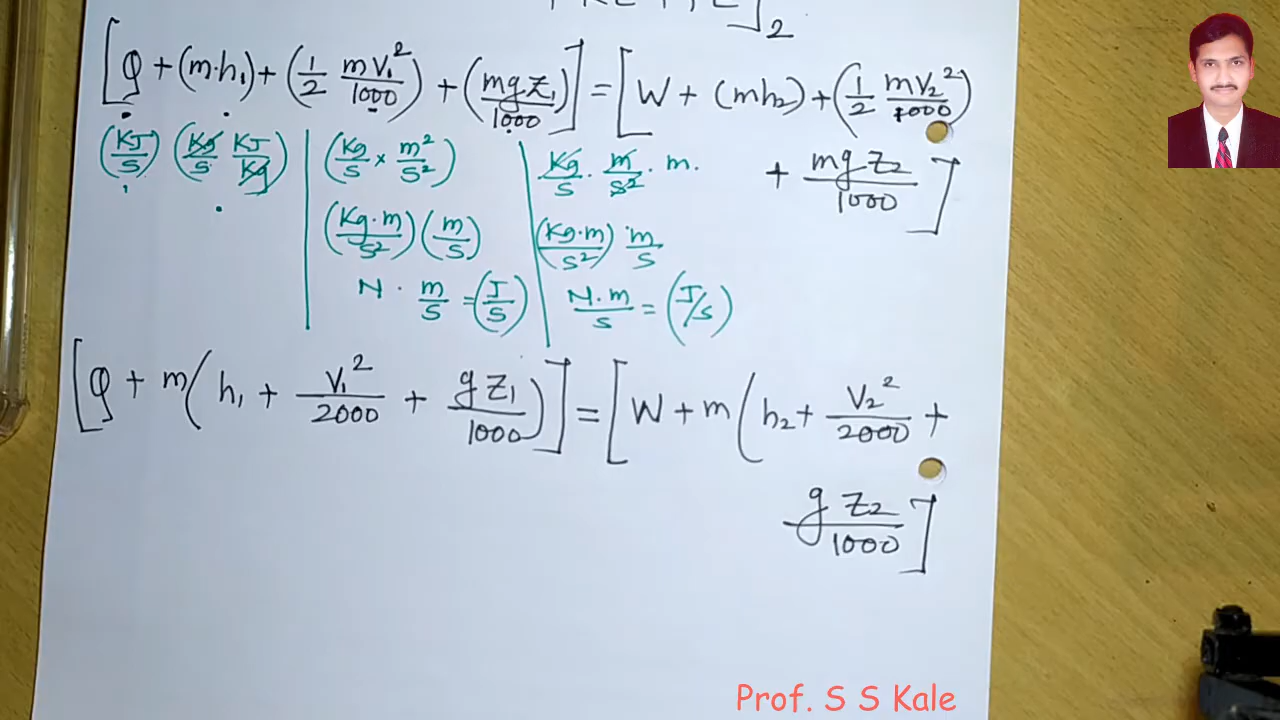 ]₂
[Q + (m·h₁) + (1/2 mV₁²/1000) + (mgZ₁/1000)] = [W + (mh₂) + (1/2 mV₂²/1000)
+ mgZ₂/1000]
(KJ/S) (Kg/S KJ/Kg) (Kg/S × m²/S²) Kg/S · m/S² · m.
(Kg·m/S²) (m/S) (Kg·m/S²) m/S
N · m/S = (J/S) N·m/S = (J/S)
[Q + m(h₁ + V₁²/2000 + gZ₁/1000)] = [W + m(h₂ + V₂²/2000 +
gZ₂/1000]
Prof. S S Kale